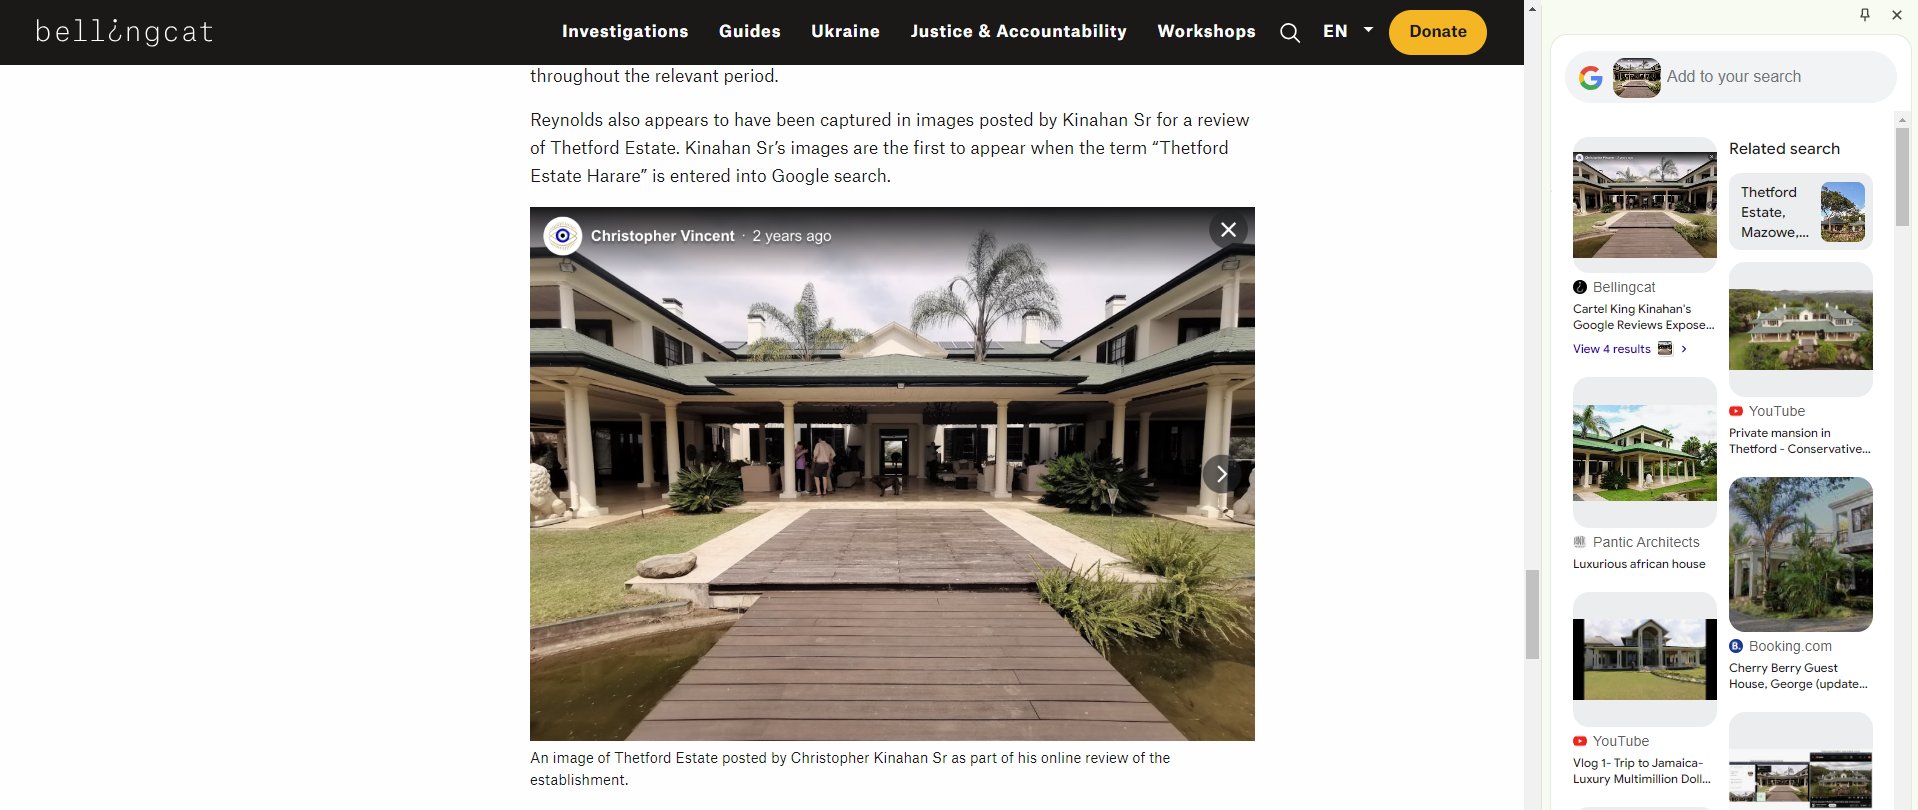 bellingcat
Investigations
Guides
Ukraine
Justice & Accountability
Workshops
EN
Donate
throughout the relevant period.
Reynolds also appears to have been captured in images posted by Kinahan Sr for a review
of Thetford Estate. Kinahan Sr’s images are the first to appear when the term “Thetford
Estate Harare” is entered into Google search.
Christopher Vincent · 2 years ago
An image of Thetford Estate posted by Christopher Kinahan Sr as part of his online review of the
establishment.
Add to your search
Bellingcat
Cartel King Kinahan's
Google Reviews Expose...
View 4 results
Pantic Architects
Luxurious african house
YouTube
Vlog 1- Trip to Jamaica-
Luxury Multimillion Doll...
Related search
Thetford
Estate,
Mazowe,...
YouTube
Private mansion in
Thetford - Conservative...
Booking.com
Cherry Berry Guest
House, George (update...